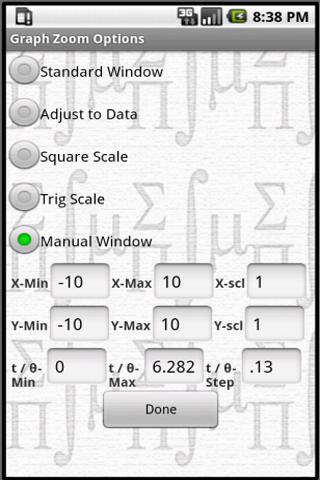 3G 8:38 PM
Graph Zoom Options
Standard Window
Adjust to Data
Square Scale
Trig Scale
Manual Window
X-Min -10 X-Max 10 X-scl 1
Y-Min -10 Y-Max 10 Y-scl 1
t / θ-Min 0 t / θ-Max 6.282 t / θ-Step .13
Done